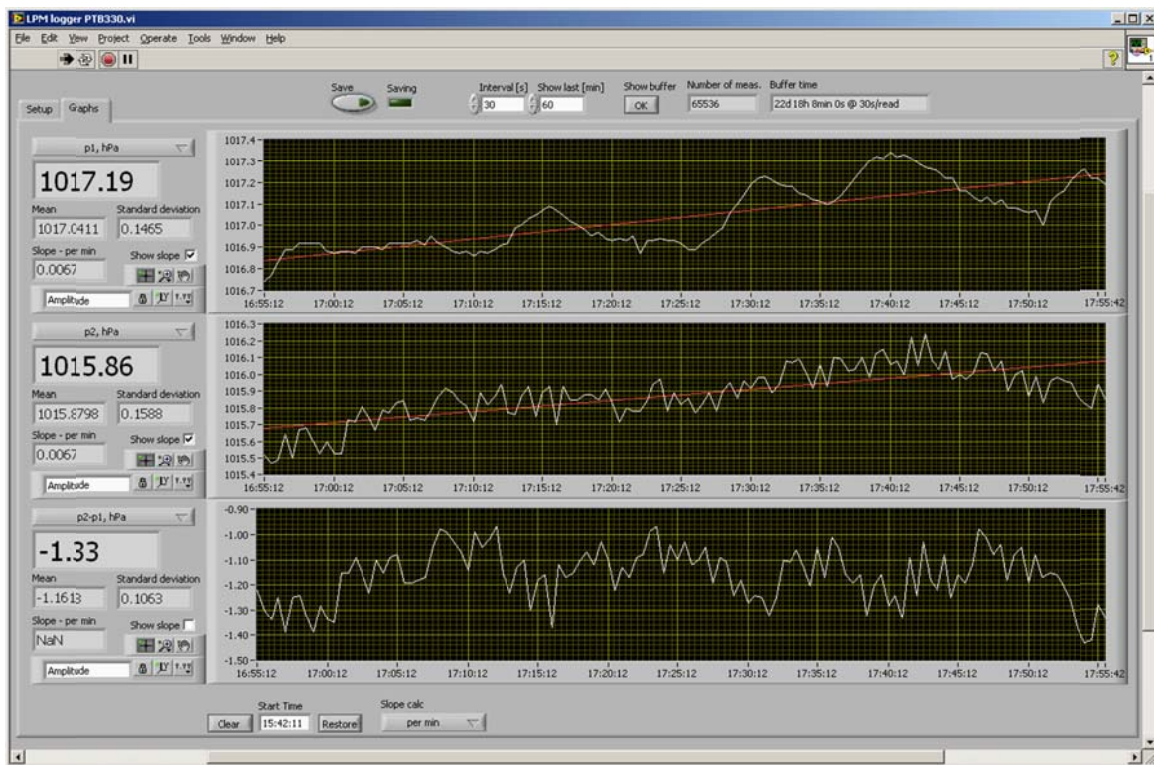 LPM logger PTB330.vi
File Edit View Project Operate Tools Window Help
Setup Gaphs
Save Saving Interval [s] Show last [min] Show buffer Number of meas. Buffer time
30 60 OK 65536 22d 18h 8min 0s @ 30s/read
p1, hPa
1017.19
Mean Standard deviation
1017.0411 0.1465
Slope - per min Show slope
0.0067
Amplitude
1017.4
1017.3
1017.2
1017.1
1017.0
1016.9
1016.8
1016.7
16:55:12 17:00:12 17:05:12 17:10:12 17:15:12 17:20:12 17:25:12 17:30:12 17:35:12 17:40:12 17:45:12 17:50:12 17:55:42
p2, hPa
1015.86
Mean Standard deviation
1015.8798 0.1588
Slope - per min Show slope
0.0067
Amplitude
1016.3
1016.2
1016.1
1016.0
1015.9
1015.8
1015.7
1015.6
1015.5
1015.4
16:55:12 17:00:12 17:05:12 17:10:12 17:15:12 17:20:12 17:25:12 17:30:12 17:35:12 17:40:12 17:45:12 17:50:12 17:55:42
p2-p1, hPa
-1.33
Mean Standard deviation
-1.1613 0.1063
Slope - per min Show slope
NaN
Amplitude
-0.90
-1.00
-1.10
-1.20
-1.30
-1.40
-1.50
16:55:12 17:00:12 17:05:12 17:10:12 17:15:12 17:20:12 17:25:12 17:30:12 17:35:12 17:40:12 17:45:12 17:50:12 17:55:42
Start Time Slope calc
Clear 15:42:11 Restore per min